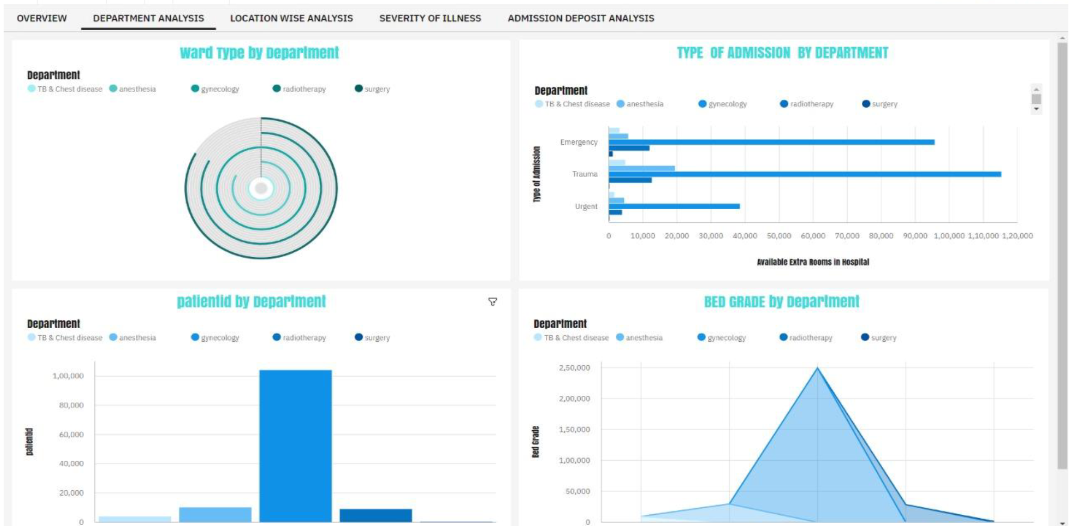 OVERVIEW DEPARTMENT ANALYSIS LOCATION WISE ANALYSIS SEVERITY OF ILLNESS ADMISSION DEPOSIT ANALYSIS
Ward Type by Department
Department
TB & Chest disease anesthesia gynecology radiotherapy surgery
TYPE OF ADMISSION BY DEPARTMENT
Department
TB & Chest disease anesthesia gynecology radiotherapy surgery
Type of Admission
Emergency
Trauma
Urgent
0 10,000 20,000 30,000 40,000 50,000 60,000 70,000 80,000 90,000 1,00,000 1,10,000 1,20,000
Available Extra Rooms in Hospital
patientid by Department
Department
TB & Chest disease anesthesia gynecology radiotherapy surgery
patientid
1,00,000
80,000
60,000
40,000
20,000
0
BED GRADE by Department
Department
TB & Chest disease anesthesia gynecology radiotherapy surgery
Bed Grade
2,50,000
2,00,000
1,50,000
1,00,000
50,000
0